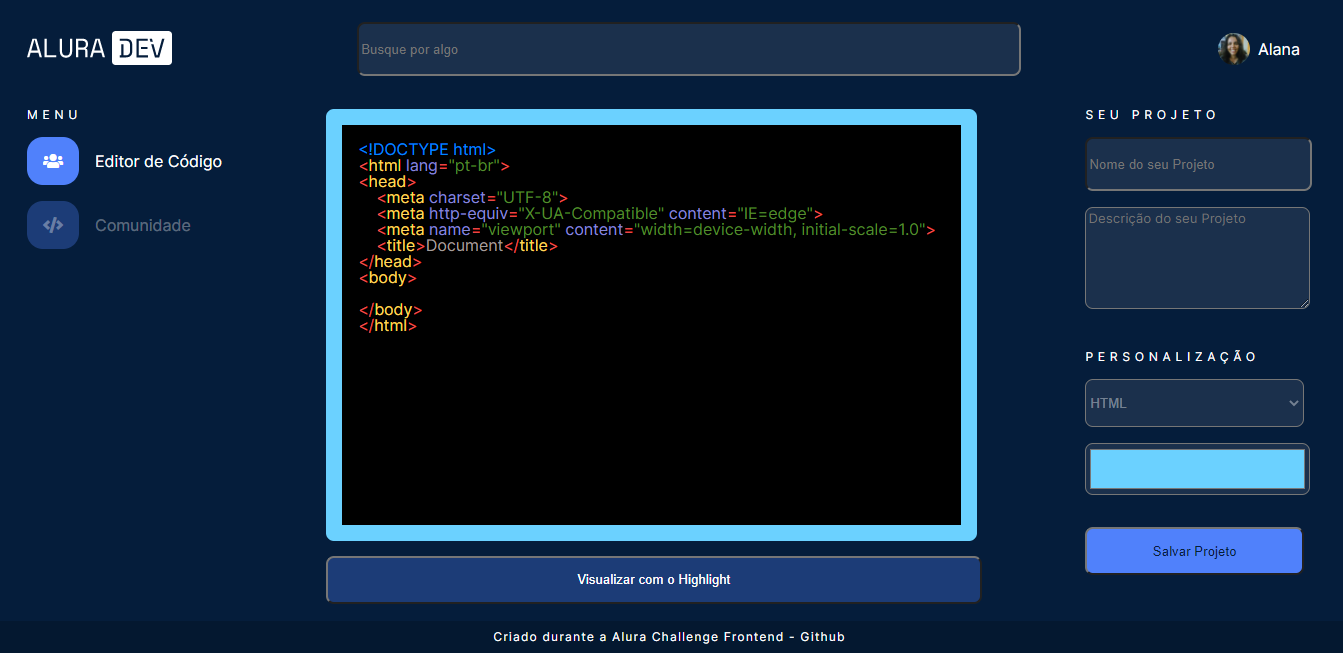 ALURA DEV
Busque por algo
Alana
MENU
Editor de Código
Comunidade
<!DOCTYPE html>
<html lang="pt-br">
<head>
    <meta charset="UTF-8">
    <meta http-equiv="X-UA-Compatible" content="IE=edge">
    <meta name="viewport" content="width=device-width, initial-scale=1.0">
    <title>Document</title>
</head>
<body>

</body>
</html>
Visualizar com o Highlight
SEU PROJETO
Nome do seu Projeto
Descrição do seu Projeto
PERSONALIZAÇÃO
HTML
Salvar Projeto
Criado durante a Alura Challenge Frontend - Github